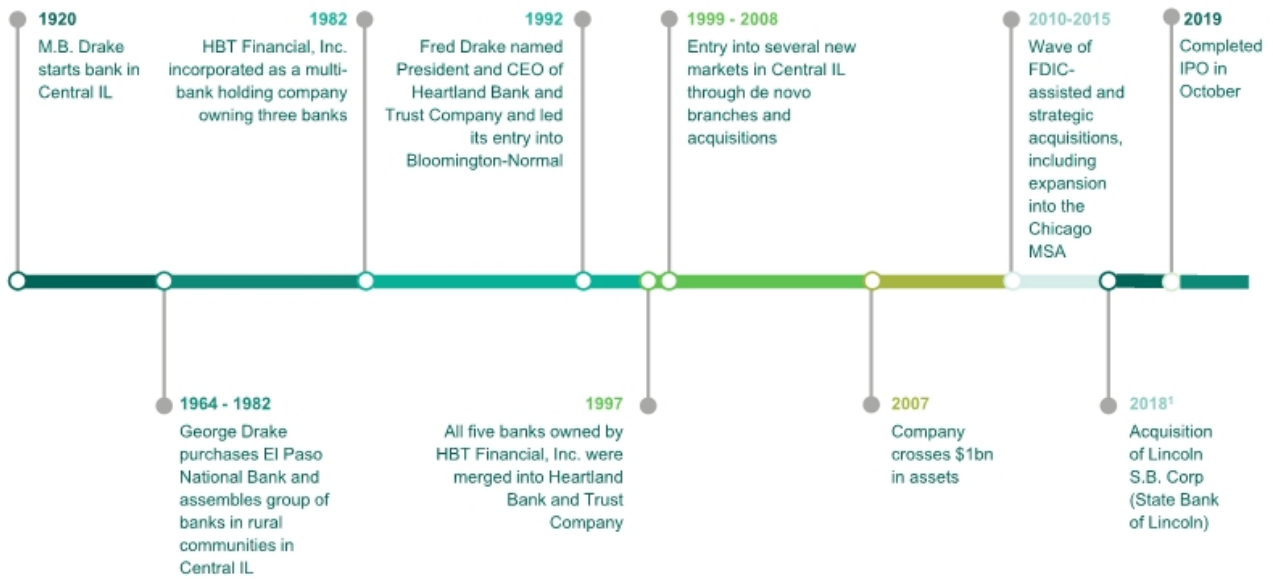 1920
M.B. Drake
starts bank in
Central IL
1982
HBT Financial, Inc.
incorporated as a multi-
bank holding company
owning three banks
1992
Fred Drake named
President and CEO of
Heartland Bank and
Trust Company and led
its entry into
Bloomington-Normal
1999 - 2008
Entry into several new
markets in Central IL
through de novo
branches and
acquisitions
2010-2015
Wave of
FDIC-
assisted and
strategic
acquisitions,
including
expansion
into the
Chicago
MSA
2019
Completed
IPO in
October
1964 - 1982
George Drake
purchases El Paso
National Bank and
assembles group of
banks in rural
communities in
Central IL
1997
All five banks owned by
HBT Financial, Inc. were
merged into Heartland
Bank and Trust
Company
2007
Company
crosses $1bn
in assets
2018¹
Acquisition
of Lincoln
S.B. Corp
(State Bank
of Lincoln)